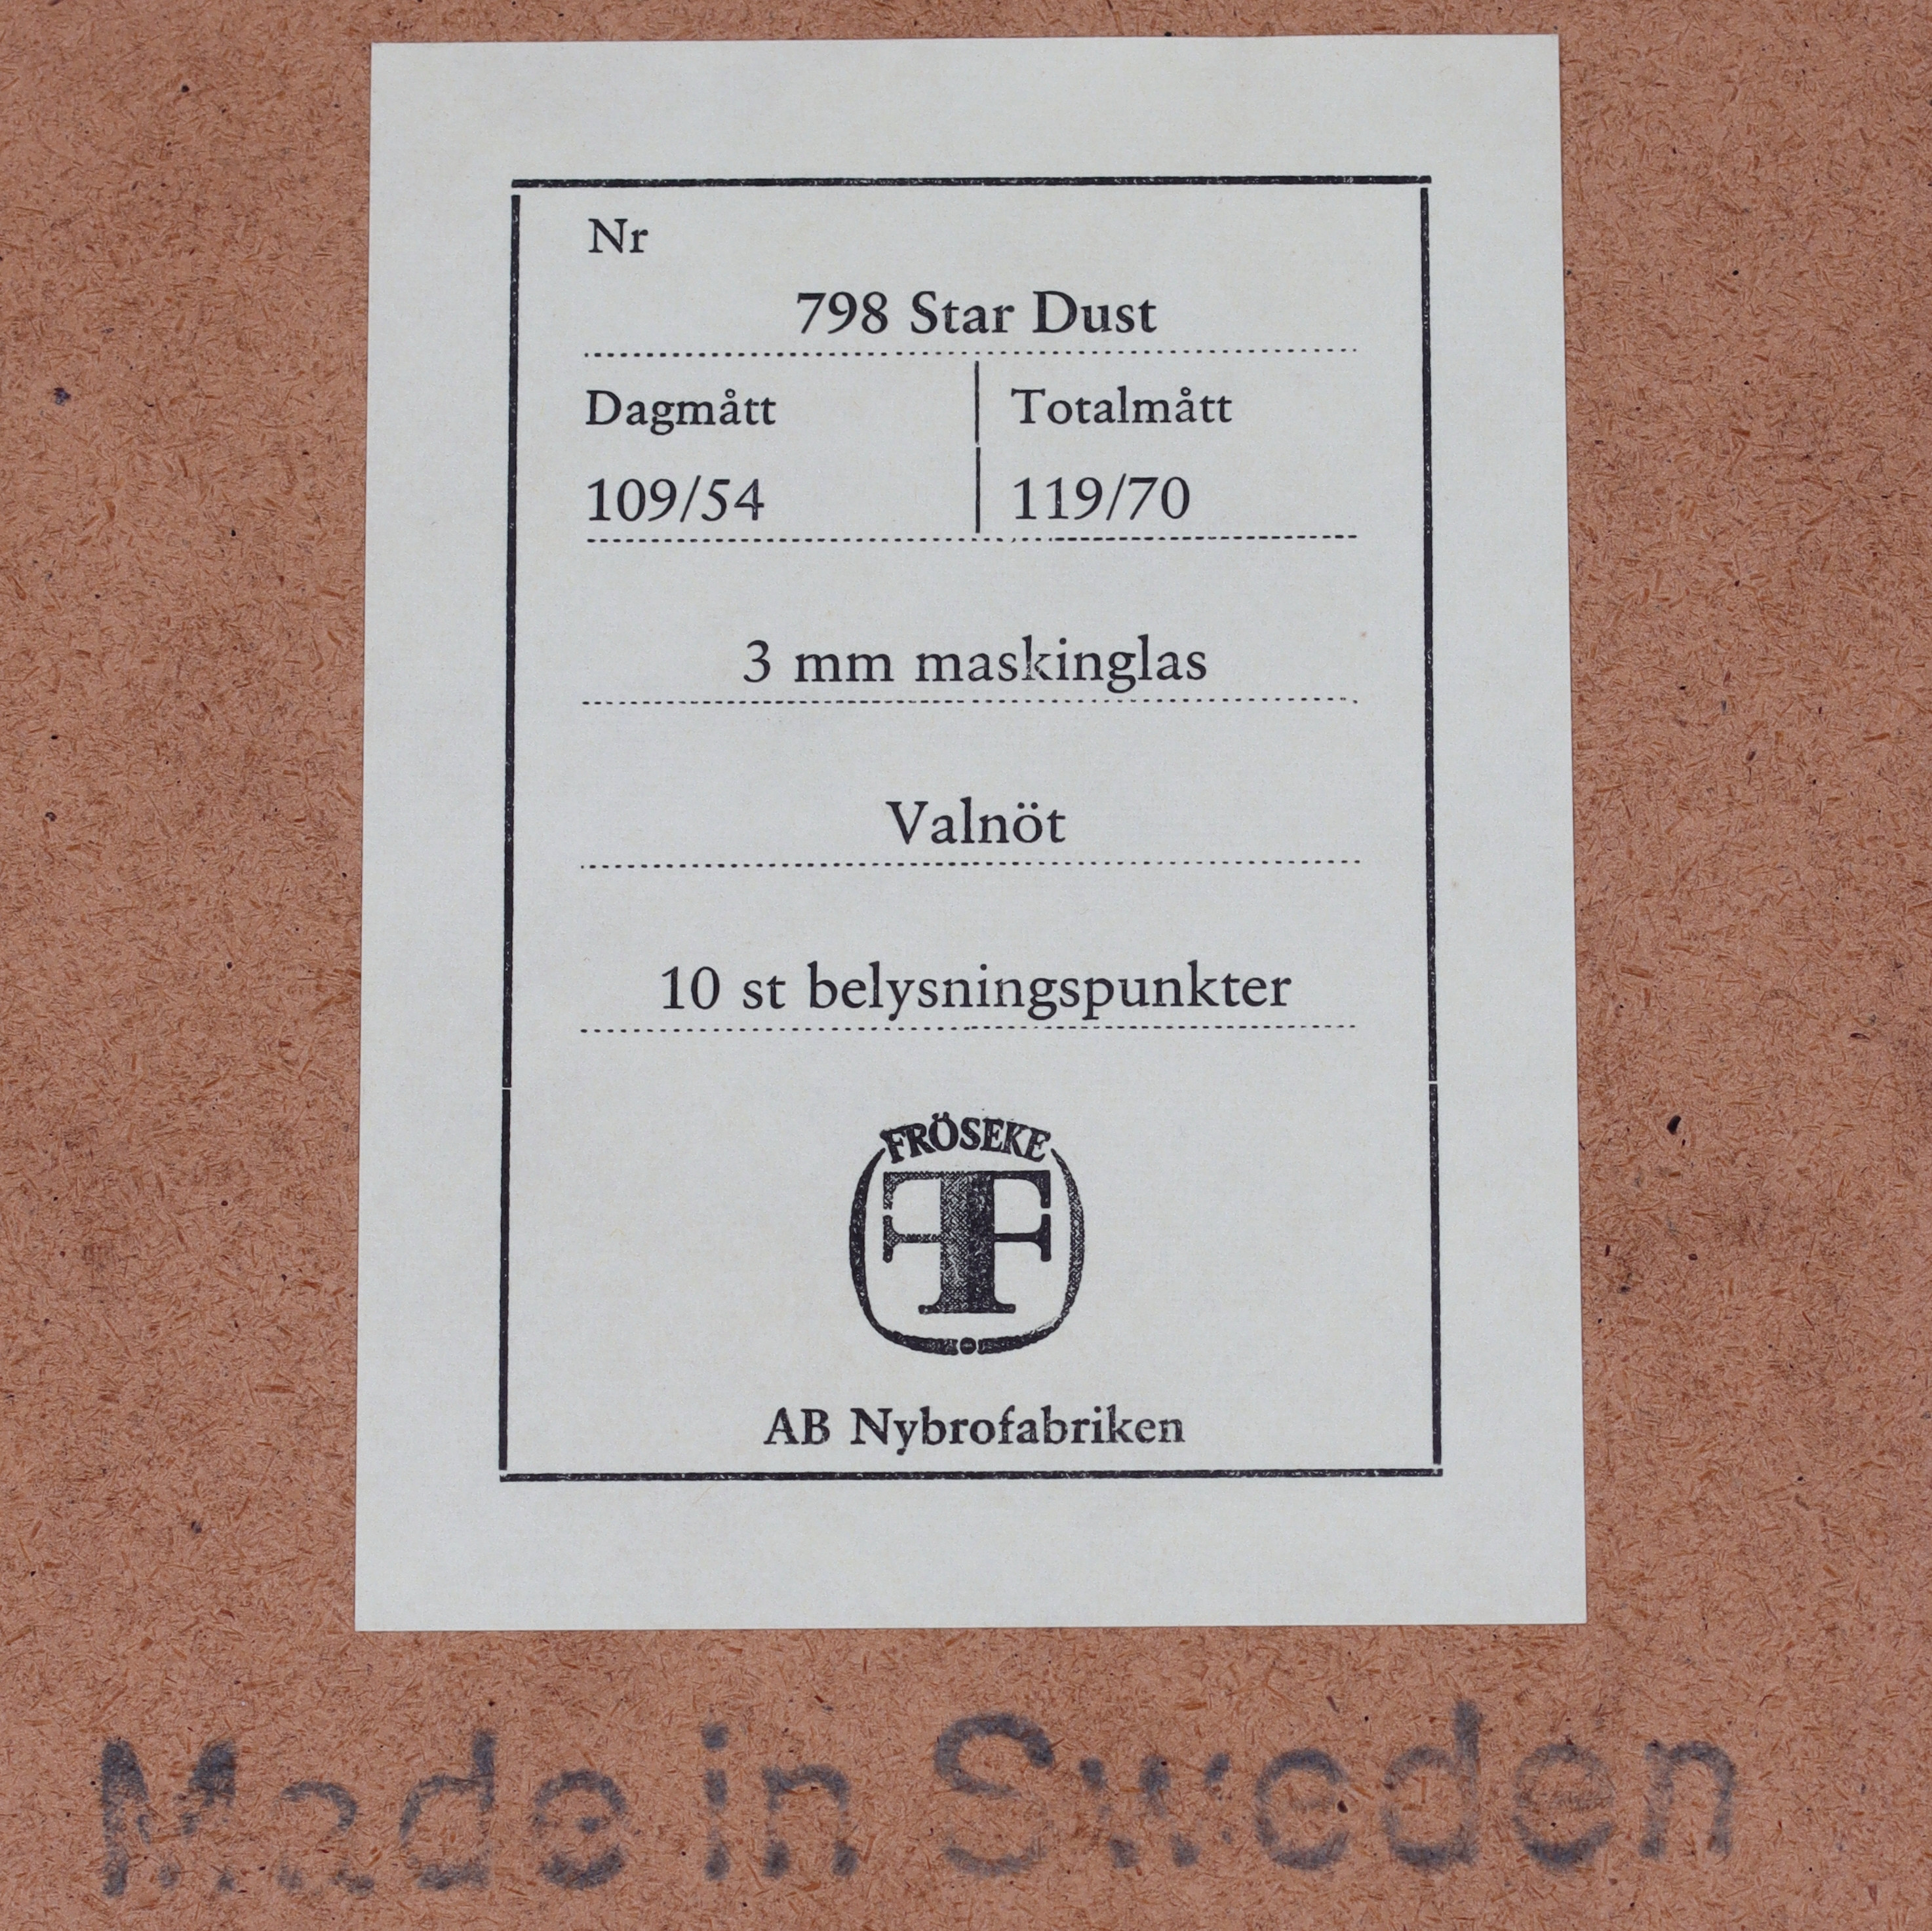 Nr
798 Star Dust
Dagmått Totalmått
109/54 119/70
3 mm maskinglas
Valnöt
10 st belysningspunkter
FRÖSEKE
FF
AB Nybrofabriken
Made in Sweden